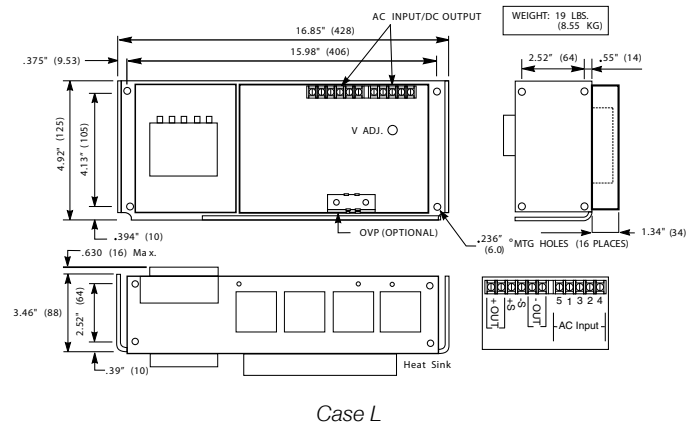 AC INPUT/DC OUTPUT
WEIGHT: 19 LBS.
(8.55 KG)
16.85" (428)
15.98" (406)
.375" (9.53)
2.52" (64)
.55" (14)
4.92" (125)
4.13" (105)
V ADJ.
.394" (10)
OVP (OPTIONAL)
.236" (6.0)
MTG HOLES (16 PLACES)
1.34" (34)
.630 (16) Max.
3.46" (88)
2.52" (64)
.39" (10)
Heat Sink
+ OUT
+S
-S
- OUT
5 1 3 2 4
AC Input
Case L